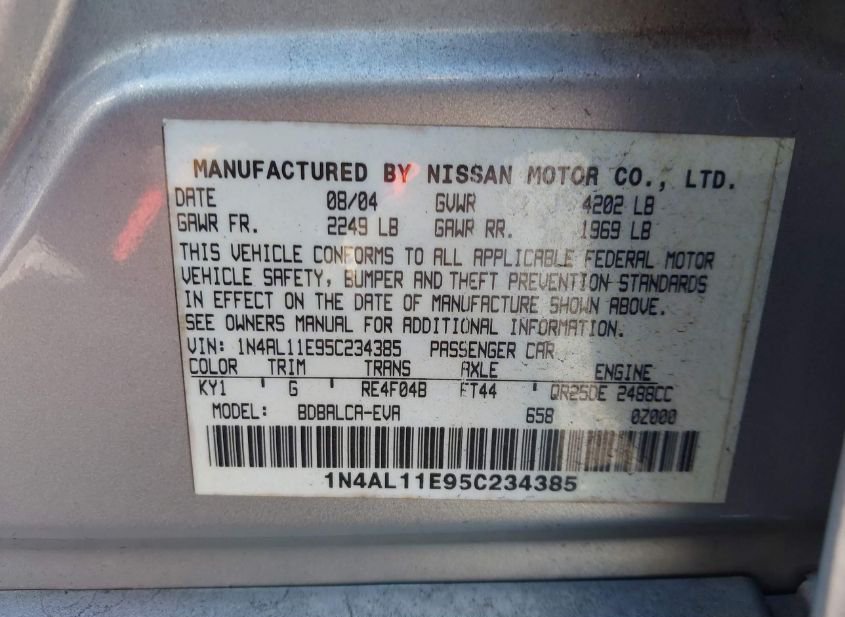 MANUFACTURED BY NISSAN MOTOR CO., LTD.
DATE 08/04 GVWR 4202 LB
GAWR FR. 2249 LB GAWR RR. 1969 LB
THIS VEHICLE CONFORMS TO ALL APPLICABLE FEDERAL MOTOR
VEHICLE SAFETY, BUMPER AND THEFT PREVENTION STANDARDS
IN EFFECT ON THE DATE OF MANUFACTURE SHOWN ABOVE.
SEE OWNERS MANUAL FOR ADDITIONAL INFORMATION.
VIN: 1N4AL11E95C234385 PASSENGER CAR
COLOR TRIM TRANS AXLE ENGINE
KY1 G RE4F04B FT44 QR25DE 2488CC
MODEL: BDBALCA-EVA 658 0Z000
1N4AL11E95C234385